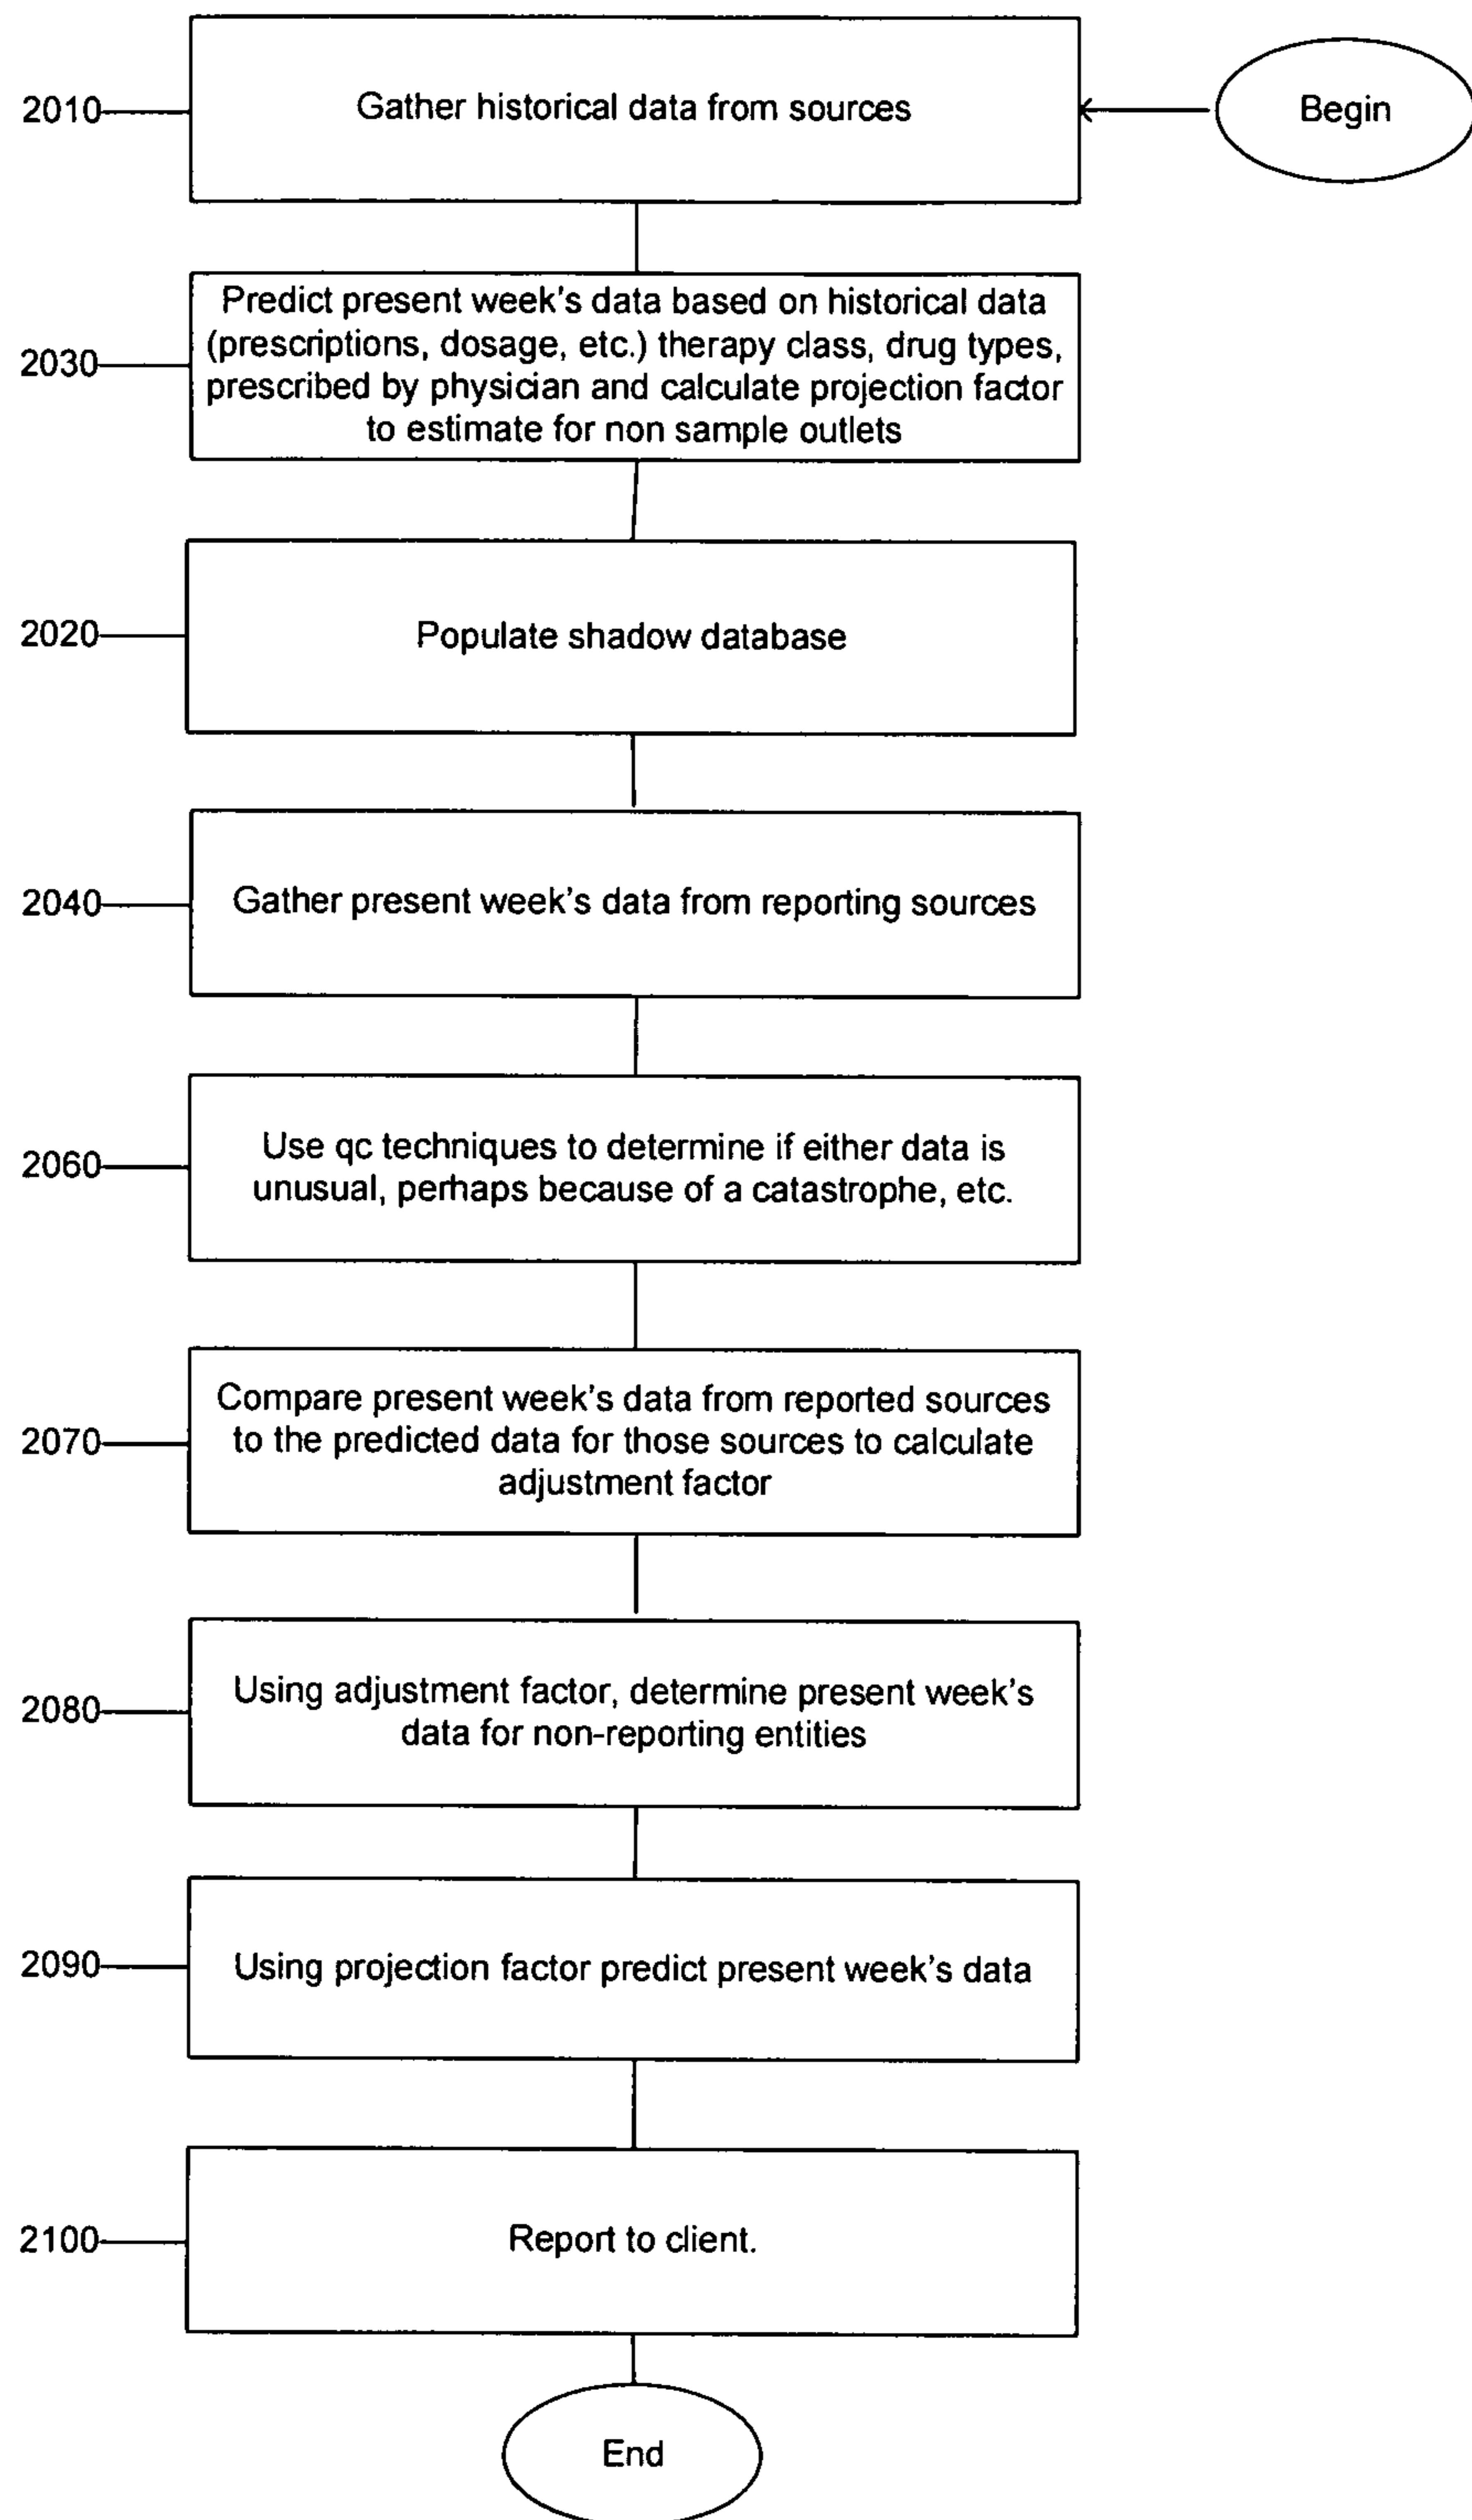 2010
Gather historical data from sources
Begin
2030
Predict present week's data based on historical data
(prescriptions, dosage, etc.) therapy class, drug types,
prescribed by physician and calculate projection factor
to estimate for non sample outlets
2020
Populate shadow database
2040
Gather present week's data from reporting sources
2060
Use qc techniques to determine if either data is
unusual, perhaps because of a catastrophe, etc.
2070
Compare present week's data from reported sources
to the predicted data for those sources to calculate
adjustment factor
2080
Using adjustment factor, determine present week's
data for non-reporting entities
2090
Using projection factor predict present week's data
2100
Report to client.
End